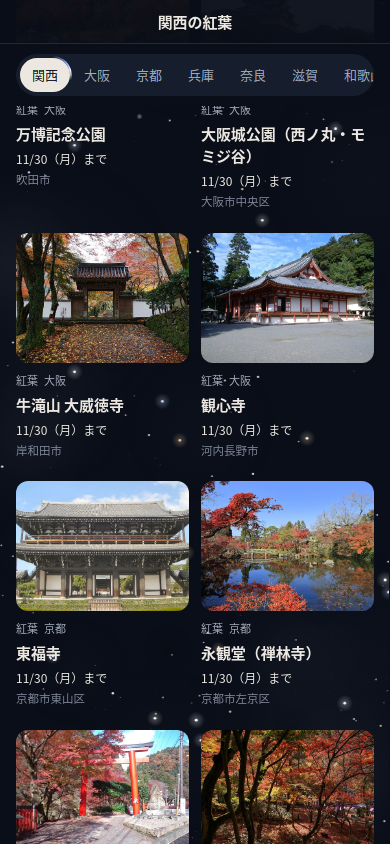 関西の紅葉
関西 大阪 京都 兵庫 奈良 滋賀 和歌
紅葉 大阪
万博記念公園
11/30（月）まで
吹田市
紅葉 大阪
大阪城公園（西ノ丸・モ
ミジ谷）
11/30（月）まで
大阪市中央区
紅葉 大阪
牛滝山 大威徳寺
11/30（月）まで
岸和田市
紅葉 大阪
観心寺
11/30（月）まで
河内長野市
紅葉 京都
東福寺
11/30（月）まで
京都市東山区
紅葉 京都
永観堂（禅林寺）
11/30（月）まで
京都市左京区